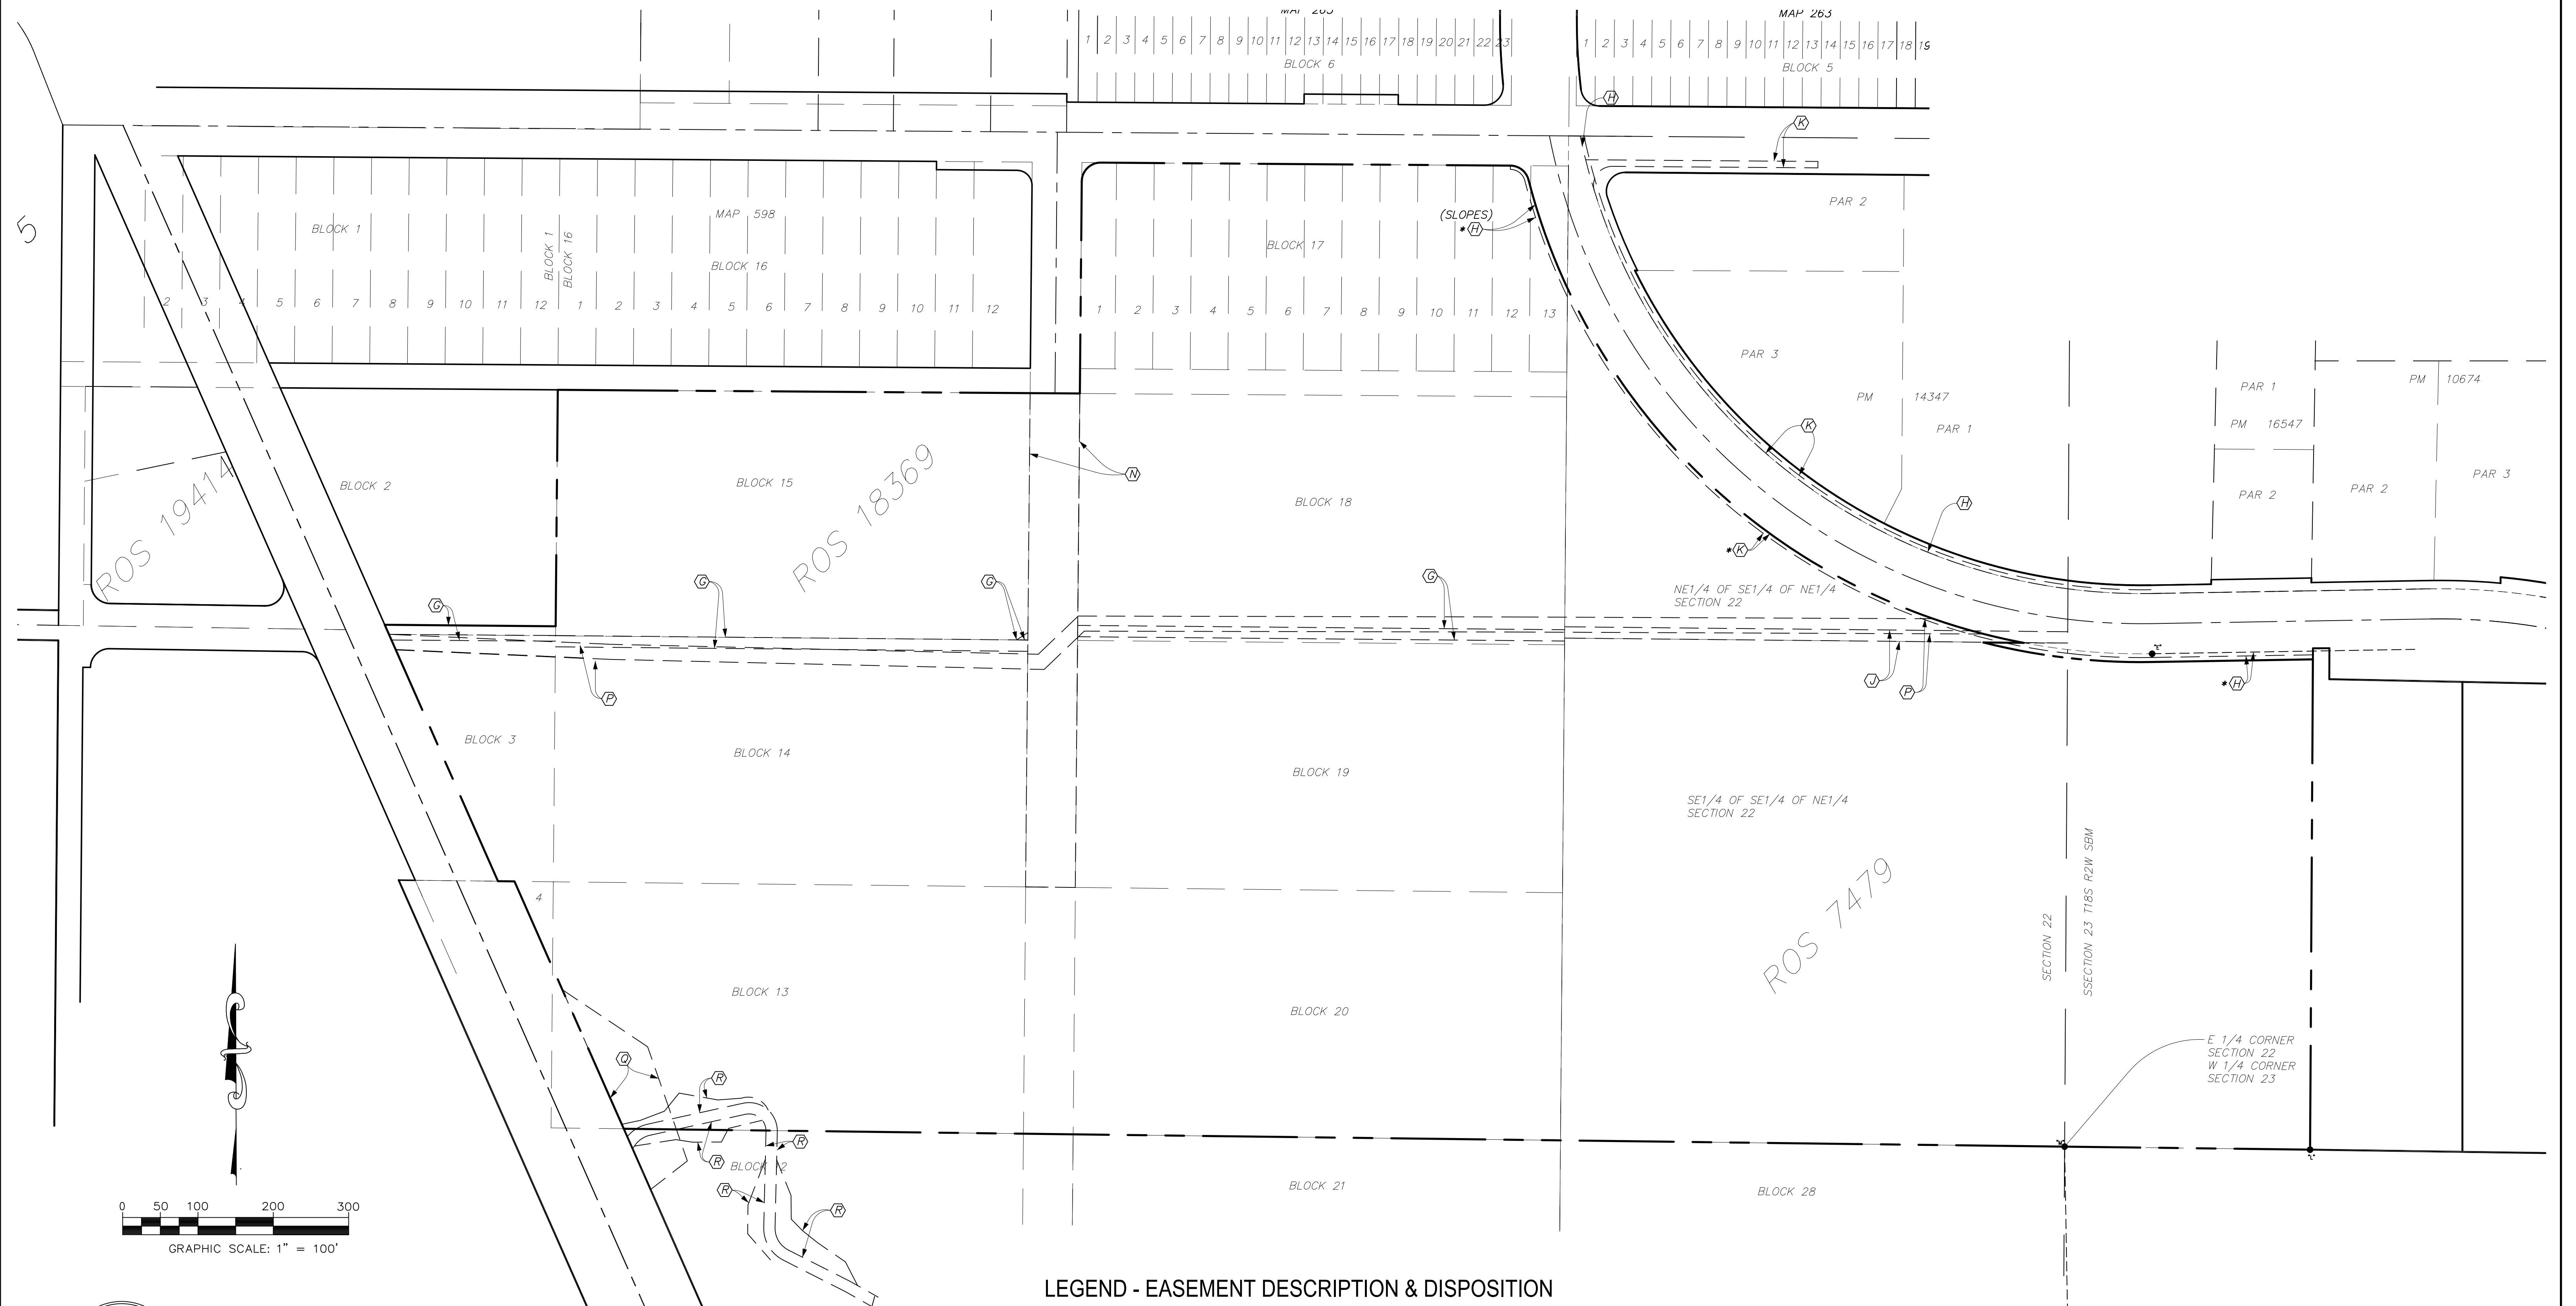 MAP 263
1 2 3 4 5 6 7 8 9 10 11 12 13 14 15 16 17 18 19 20 21 22 23
BLOCK 6
MAP 263
1 2 3 4 5 6 7 8 9 10 11 12 13 14 15 16 17 18 19
BLOCK 5
H
K
5
BLOCK 1
BLOCK 1
BLOCK 16
MAP 598
BLOCK 16
2 3 4 5 6 7 8 9 10 11 12 1 2 3 4 5 6 7 8 9 10 11 12
(SLOPES)
*H
BLOCK 17
1 2 3 4 5 6 7 8 9 10 11 12 13
PAR 2
PAR 3
PM 14347
PAR 1
PAR 1
PM 16547
PAR 2
PM 10674
PAR 2
PAR 3
K
H
ROS 19414
BLOCK 2
BLOCK 15
ROS 18369
N
BLOCK 18
*K
G
G
G
G
NE1/4 OF SE1/4 OF NE1/4
SECTION 22
P
J
P
*H
BLOCK 3
BLOCK 14
BLOCK 19
SE1/4 OF SE1/4 OF NE1/4
SECTION 22
ROS 7479
SECTION 22
SSECTION 23 T18S R2W SBM
4
BLOCK 13
BLOCK 20
E 1/4 CORNER
SECTION 22
W 1/4 CORNER
SECTION 23
Q
R
R
R
BLOCK 12
R
R
BLOCK 21
BLOCK 28
0 50 100 200 300
GRAPHIC SCALE: 1" = 100'
LEGEND - EASEMENT DESCRIPTION & DISPOSITION